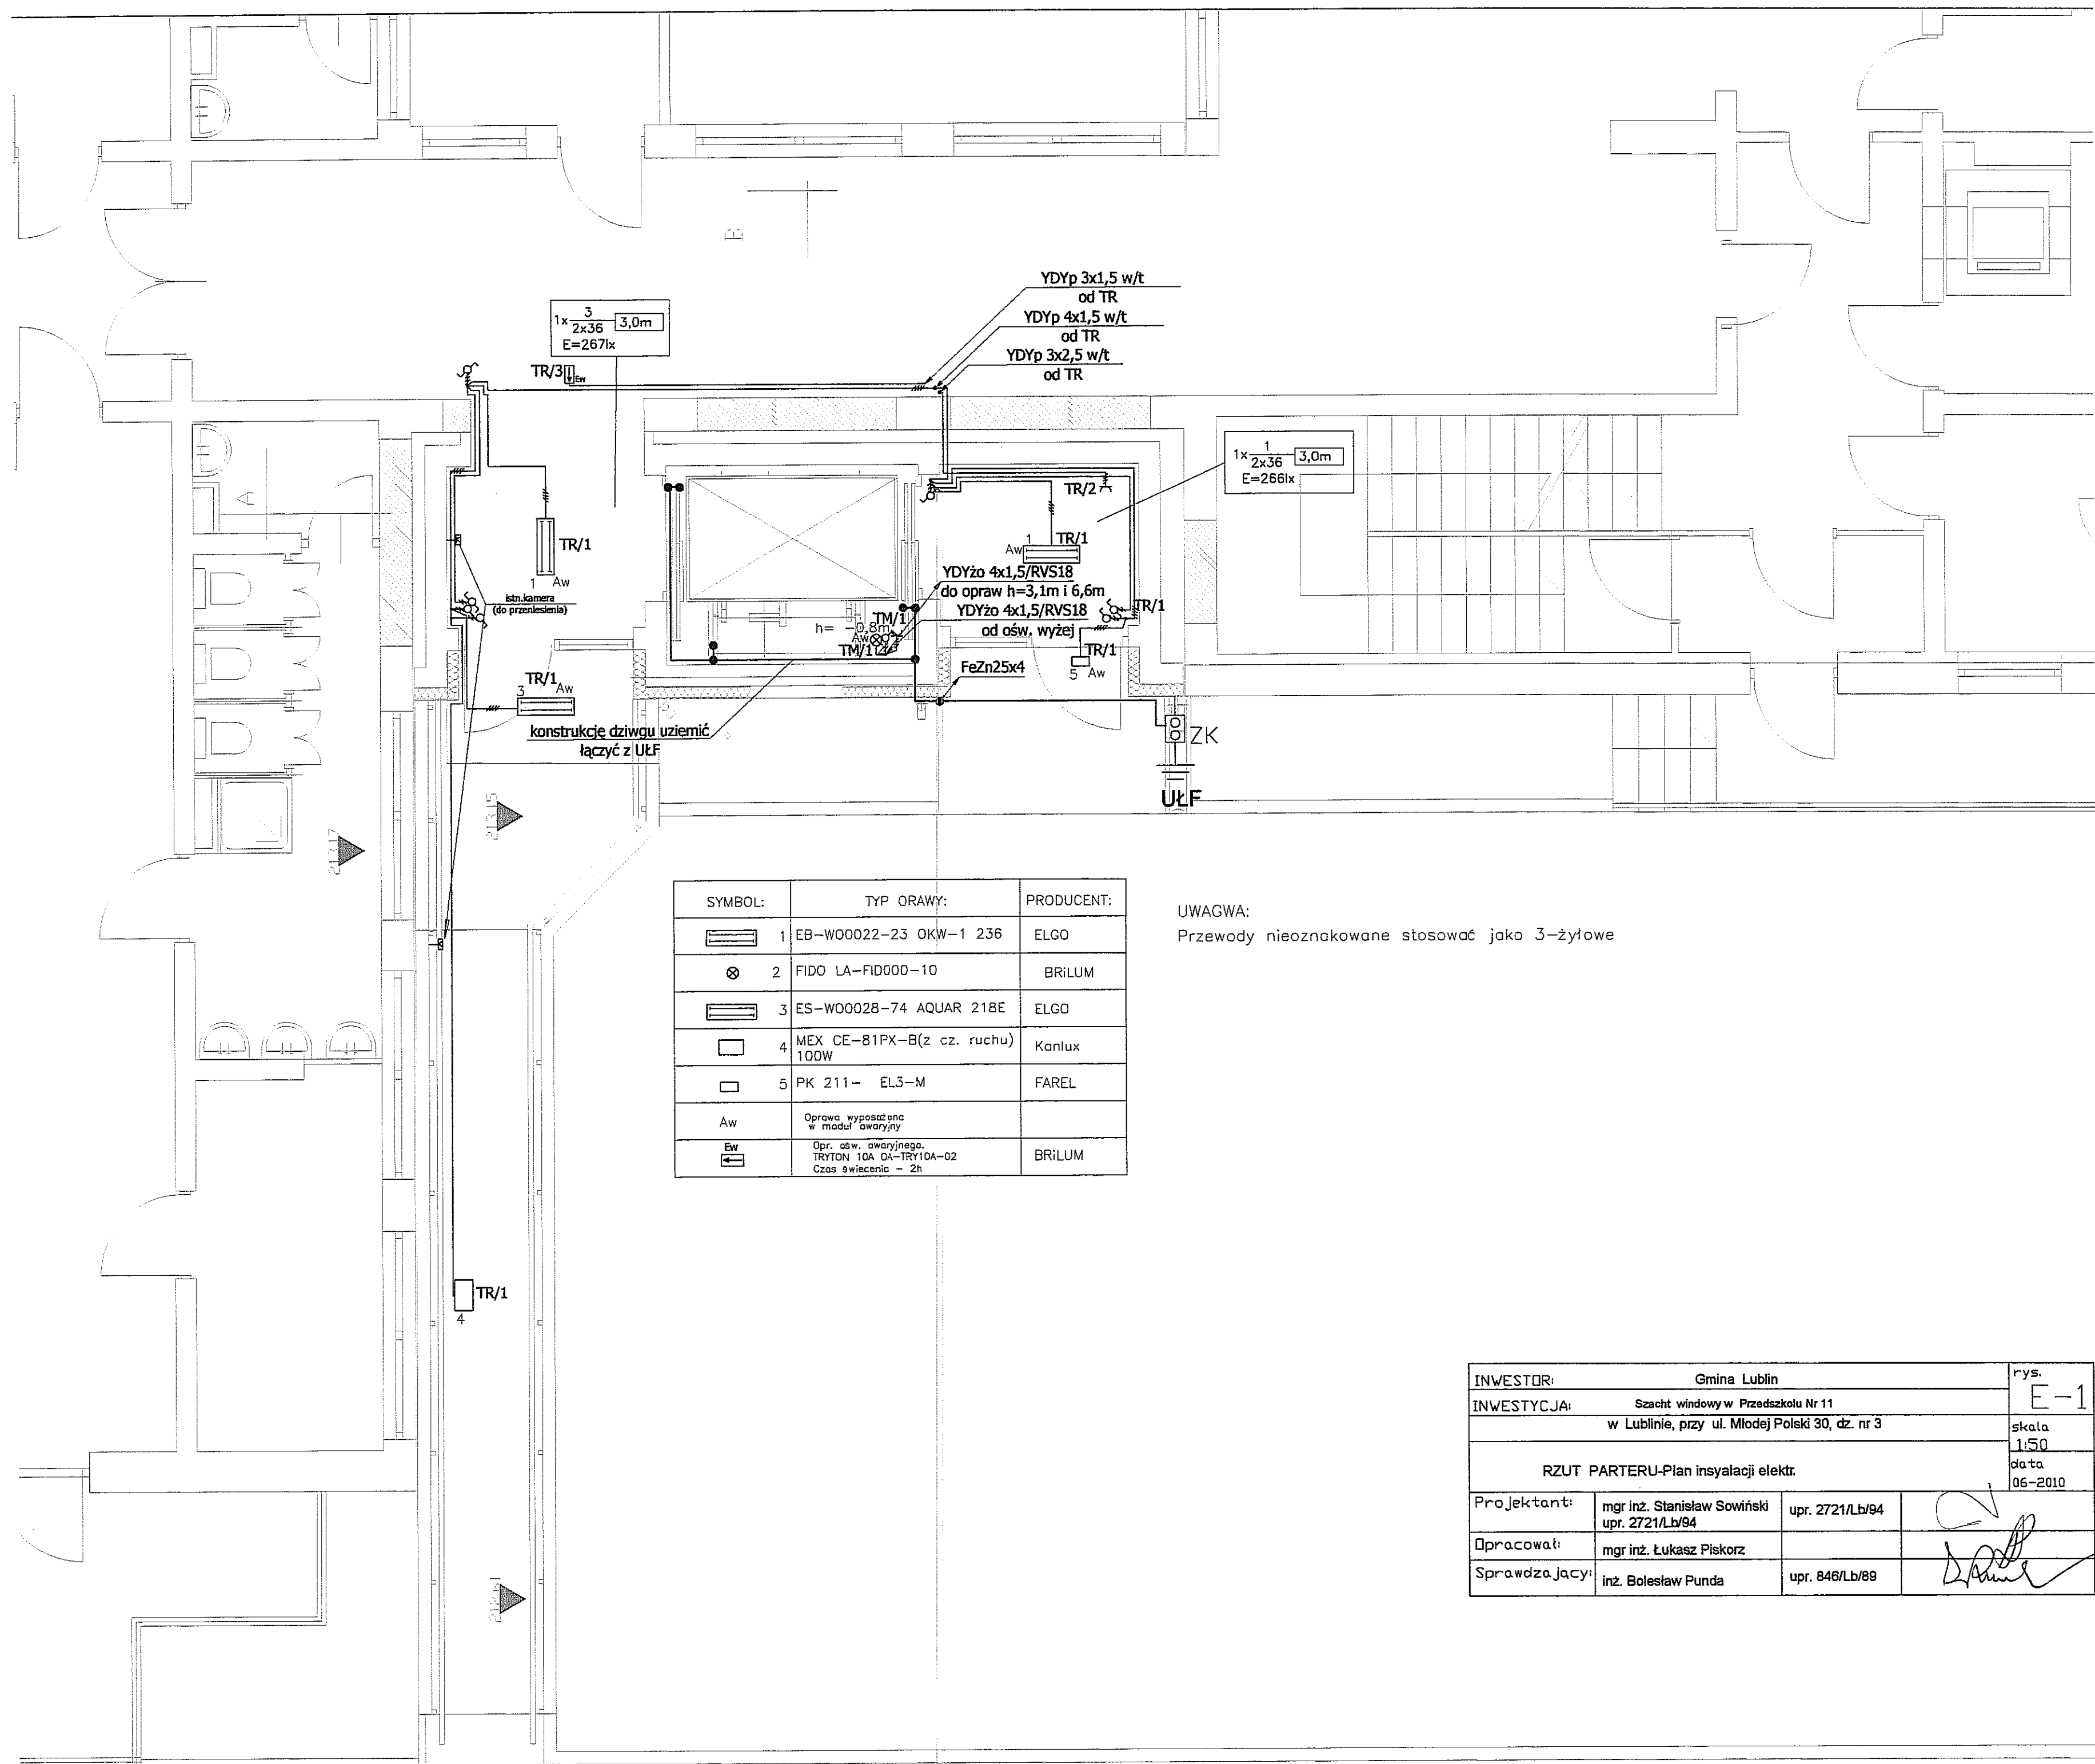 YDYp 3x1,5 w/t
od TR
YDYp 4x1,5 w/t
od TR
YDYp 3x2,5 w/t
od TR
1x 3
2x36
3,0m
E=267lx
TR/3
Ew
1x 1
2x36
3,0m
E=266lx
B
A
TR/2
TR/1
1 Aw
1 TR/1
Aw
YDYżo 4x1,5/RVS18
do opraw h=3,1m i 6,6m
YDYżo 4x1,5/RVS18
od ośw. wyżej
istn.kamera
(do przeniesienia)
TM/1
h= -0,8m
Aw
TM/1
TR/1
TR/1
5 Aw
FeZn25x4
TR/1
3 Aw
konstrukcję dziwgu uziemić
łączyć z UŁF
ZK
UŁF
SYMBOL: TYP ORAWY: PRODUCENT:
1 EB-W00022-23 OKW-1 236 ELGO
2 FIDO LA-FID000-10 BRiLUM
3 ES-W00028-74 AQUAR 218E ELGO
4 MEX CE-81PX-B(z cz. ruchu) Kanlux
100W
5 PK 211- EL3-M FAREL
Aw Oprawa wyposażona
w moduł awaryjny
Ew Opr. ośw. awaryjnego.
TRYTON 10A OA-TRY10A-02 BRiLUM
Czas świecenia - 2h
UWAGWA:
Przewody nieoznakowane stosować jako 3-żyłowe
TR/1
4
INWESTOR: Gmina Lublin
rys.
E-1
INWESTYCJA: Szacht windowy w Przedszkolu Nr 11
w Lublinie, przy ul. Młodej Polski 30, dz. nr 3
skala
1:50
RZUT PARTERU-Plan insyalacji elektr.
data
06-2010
Projektant: mgr inż. Stanisław Sowiński upr. 2721/Lb/94
upr. 2721/Lb/94
Opracował: mgr inż. Łukasz Piskorz
Sprawdzający: inż. Bolesław Punda upr. 846/Lb/89